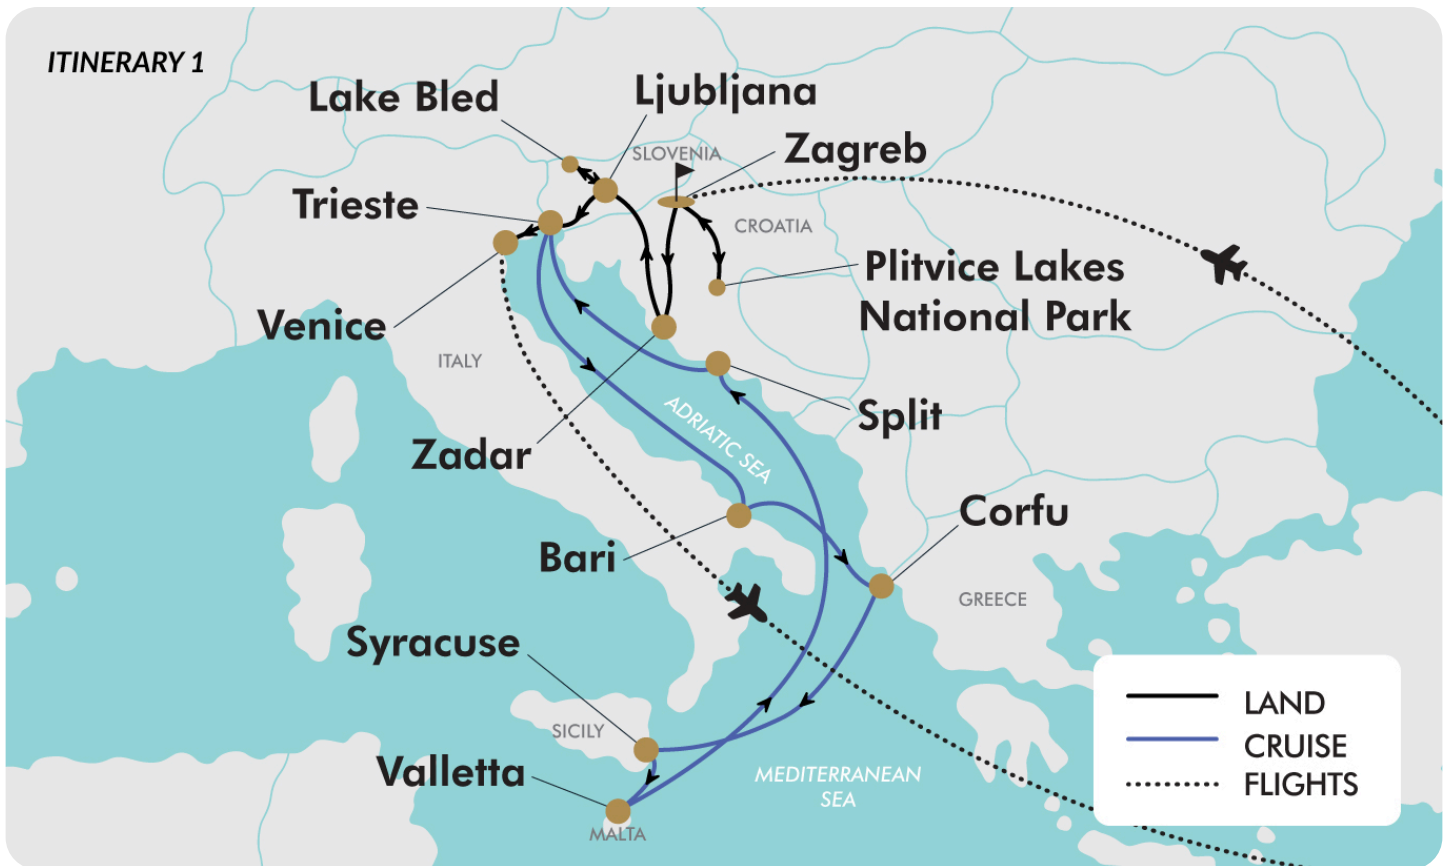 ITINERARY 1
Lake Bled
Ljubljana
SLOVENIA
Zagreb
Trieste
CROATIA
Plitvice Lakes
National Park
Venice
ITALY
Split
ADRIATIC SEA
Zadar
Corfu
Bari
GREECE
Syracuse
SICILY
Valletta
MEDITERRANEAN
SEA
MALTA
LAND
CRUISE
FLIGHTS